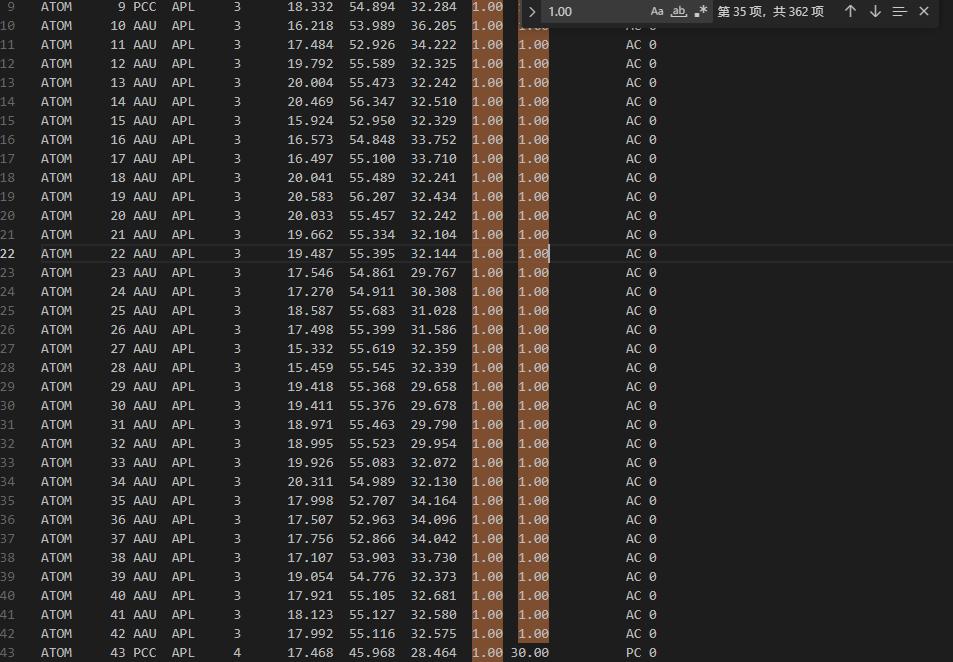 1.00 Aa ab .* 第 35 项，共 362 项
9 ATOM 9 PCC APL 3 18.332 54.894 32.284 1.00
10 ATOM 10 AAU APL 3 16.218 53.989 36.205 1.00 1.00 AC 0
11 ATOM 11 AAU APL 3 17.484 52.926 34.222 1.00 1.00 AC 0
12 ATOM 12 AAU APL 3 19.792 55.589 32.325 1.00 1.00 AC 0
13 ATOM 13 AAU APL 3 20.004 55.473 32.242 1.00 1.00 AC 0
14 ATOM 14 AAU APL 3 20.469 56.347 32.510 1.00 1.00 AC 0
15 ATOM 15 AAU APL 3 15.924 52.950 32.329 1.00 1.00 AC 0
16 ATOM 16 AAU APL 3 16.573 54.848 33.752 1.00 1.00 AC 0
17 ATOM 17 AAU APL 3 16.497 55.100 33.710 1.00 1.00 AC 0
18 ATOM 18 AAU APL 3 20.041 55.489 32.241 1.00 1.00 AC 0
19 ATOM 19 AAU APL 3 20.583 56.207 32.434 1.00 1.00 AC 0
20 ATOM 20 AAU APL 3 20.033 55.457 32.242 1.00 1.00 AC 0
21 ATOM 21 AAU APL 3 19.662 55.334 32.104 1.00 1.00 AC 0
22 ATOM 22 AAU APL 3 19.487 55.395 32.144 1.00 1.00 AC 0
23 ATOM 23 AAU APL 3 17.546 54.861 29.767 1.00 1.00 AC 0
24 ATOM 24 AAU APL 3 17.270 54.911 30.308 1.00 1.00 AC 0
25 ATOM 25 AAU APL 3 18.587 55.683 31.028 1.00 1.00 AC 0
26 ATOM 26 AAU APL 3 17.498 55.399 31.586 1.00 1.00 AC 0
27 ATOM 27 AAU APL 3 15.332 55.619 32.359 1.00 1.00 AC 0
28 ATOM 28 AAU APL 3 15.459 55.545 32.339 1.00 1.00 AC 0
29 ATOM 29 AAU APL 3 19.418 55.368 29.658 1.00 1.00 AC 0
30 ATOM 30 AAU APL 3 19.411 55.376 29.678 1.00 1.00 AC 0
31 ATOM 31 AAU APL 3 18.971 55.463 29.790 1.00 1.00 AC 0
32 ATOM 32 AAU APL 3 18.995 55.523 29.954 1.00 1.00 AC 0
33 ATOM 33 AAU APL 3 19.926 55.083 32.072 1.00 1.00 AC 0
34 ATOM 34 AAU APL 3 20.311 54.989 32.130 1.00 1.00 AC 0
35 ATOM 35 AAU APL 3 17.998 52.707 34.164 1.00 1.00 AC 0
36 ATOM 36 AAU APL 3 17.507 52.963 34.096 1.00 1.00 AC 0
37 ATOM 37 AAU APL 3 17.756 52.866 34.042 1.00 1.00 AC 0
38 ATOM 38 AAU APL 3 17.107 53.903 33.730 1.00 1.00 AC 0
39 ATOM 39 AAU APL 3 19.054 54.776 32.373 1.00 1.00 AC 0
40 ATOM 40 AAU APL 3 17.921 55.105 32.681 1.00 1.00 AC 0
41 ATOM 41 AAU APL 3 18.123 55.127 32.580 1.00 1.00 AC 0
42 ATOM 42 AAU APL 3 17.992 55.116 32.575 1.00 1.00 AC 0
43 ATOM 43 PCC APL 4 17.468 45.968 28.464 1.00 30.00 PC 0